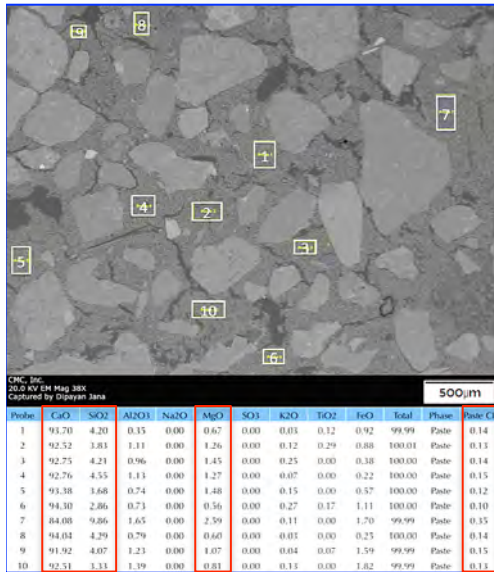 9
8
7
1
4
2
3
5
10
6
CMC, Inc.
20.0 KV EM Mag 38X
Captured by Dipayan Jana
500µm
Probe CaO SiO2 Al2O3 Na2O MgO SO3 K2O TiO2 FeO Total Phase Paste CI
1 93.70 4.20 0.35 0.00 0.67 0.00 0.03 0.12 0.92 99.99 Paste 0.14
2 92.52 3.83 1.11 0.00 1.26 0.00 0.12 0.29 0.88 100.01 Paste 0.13
3 92.75 4.21 0.96 0.00 1.45 0.00 0.25 0.00 0.38 100.00 Paste 0.14
4 92.76 4.55 1.13 0.00 1.27 0.00 0.07 0.00 0.22 100.00 Paste 0.15
5 93.38 3.68 0.74 0.00 1.48 0.00 0.15 0.00 0.57 100.00 Paste 0.12
6 94.30 2.86 0.73 0.00 0.56 0.00 0.27 0.17 1.11 100.00 Paste 0.10
7 84.08 9.86 1.65 0.00 2.59 0.00 0.11 0.00 1.70 99.99 Paste 0.35
8 94.04 4.29 0.79 0.00 0.60 0.00 0.03 0.00 0.25 100.00 Paste 0.14
9 91.92 4.07 1.23 0.00 1.07 0.00 0.04 0.07 1.59 99.99 Paste 0.15
10 92.51 3.33 1.39 0.00 0.81 0.00 0.13 0.00 1.82 99.99 Paste 0.13